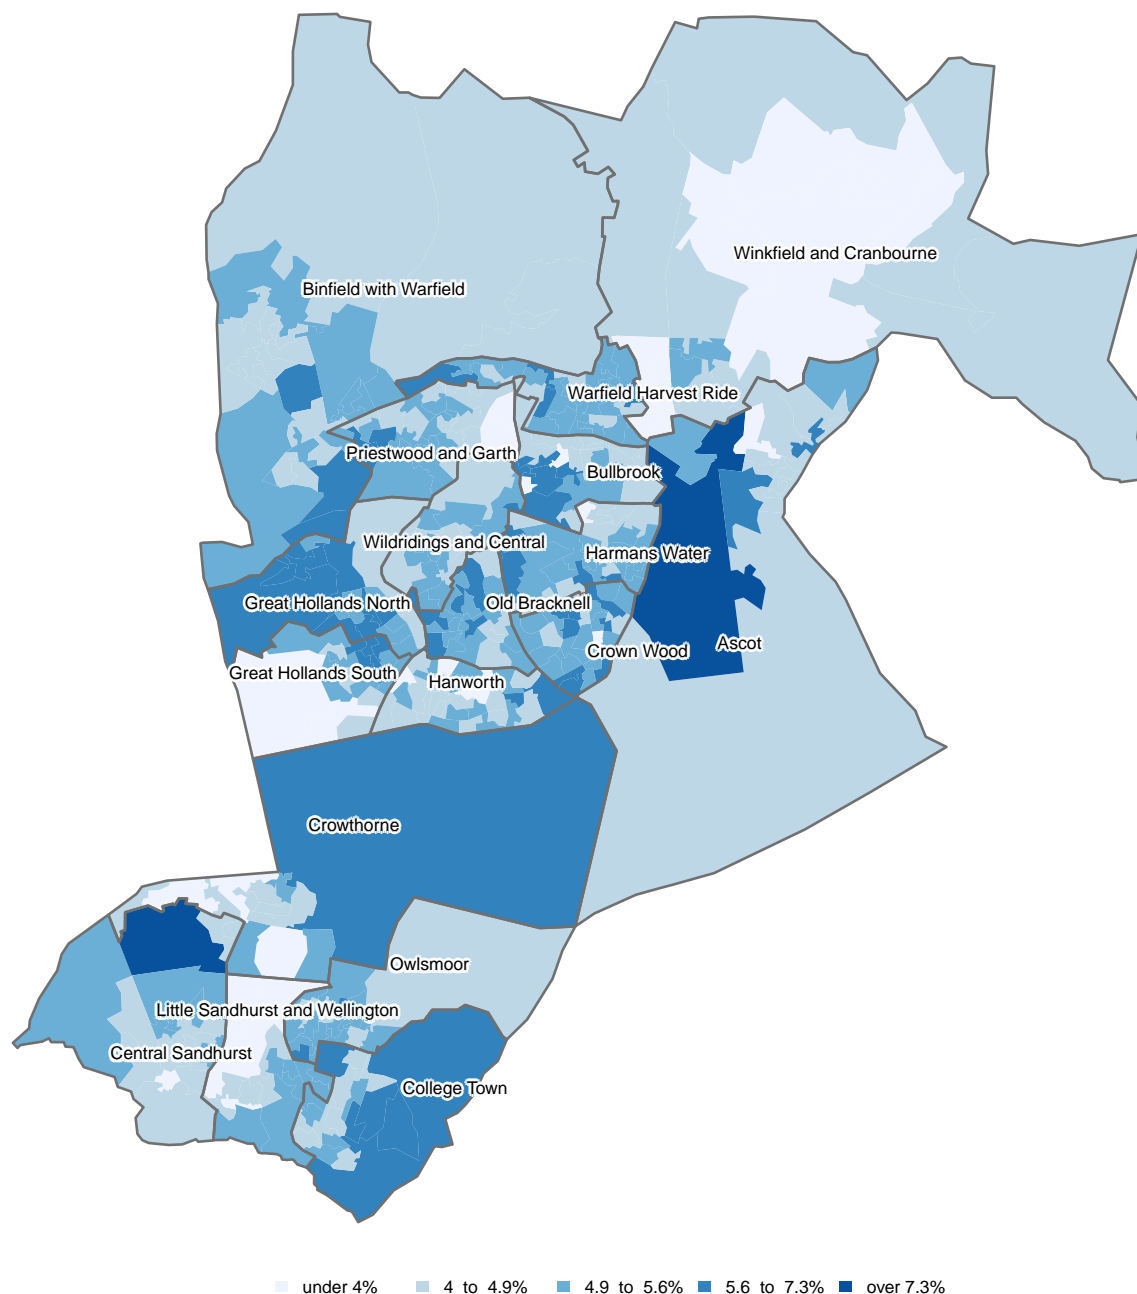 Winkfield and Cranbourne
Binfield with Warfield
Warfield Harvest Ride
Priestwood and Garth
Bullbrook
Wildridings and Central
Harmans Water
Great Hollands North
Old Bracknell
Ascot
Crown Wood
Great Hollands South
Hanworth
Crowthorne
Owlsmoor
Little Sandhurst and Wellington
Central Sandhurst
College Town
under 4% 4 to 4.9% 4.9 to 5.6% 5.6 to 7.3% over 7.3%